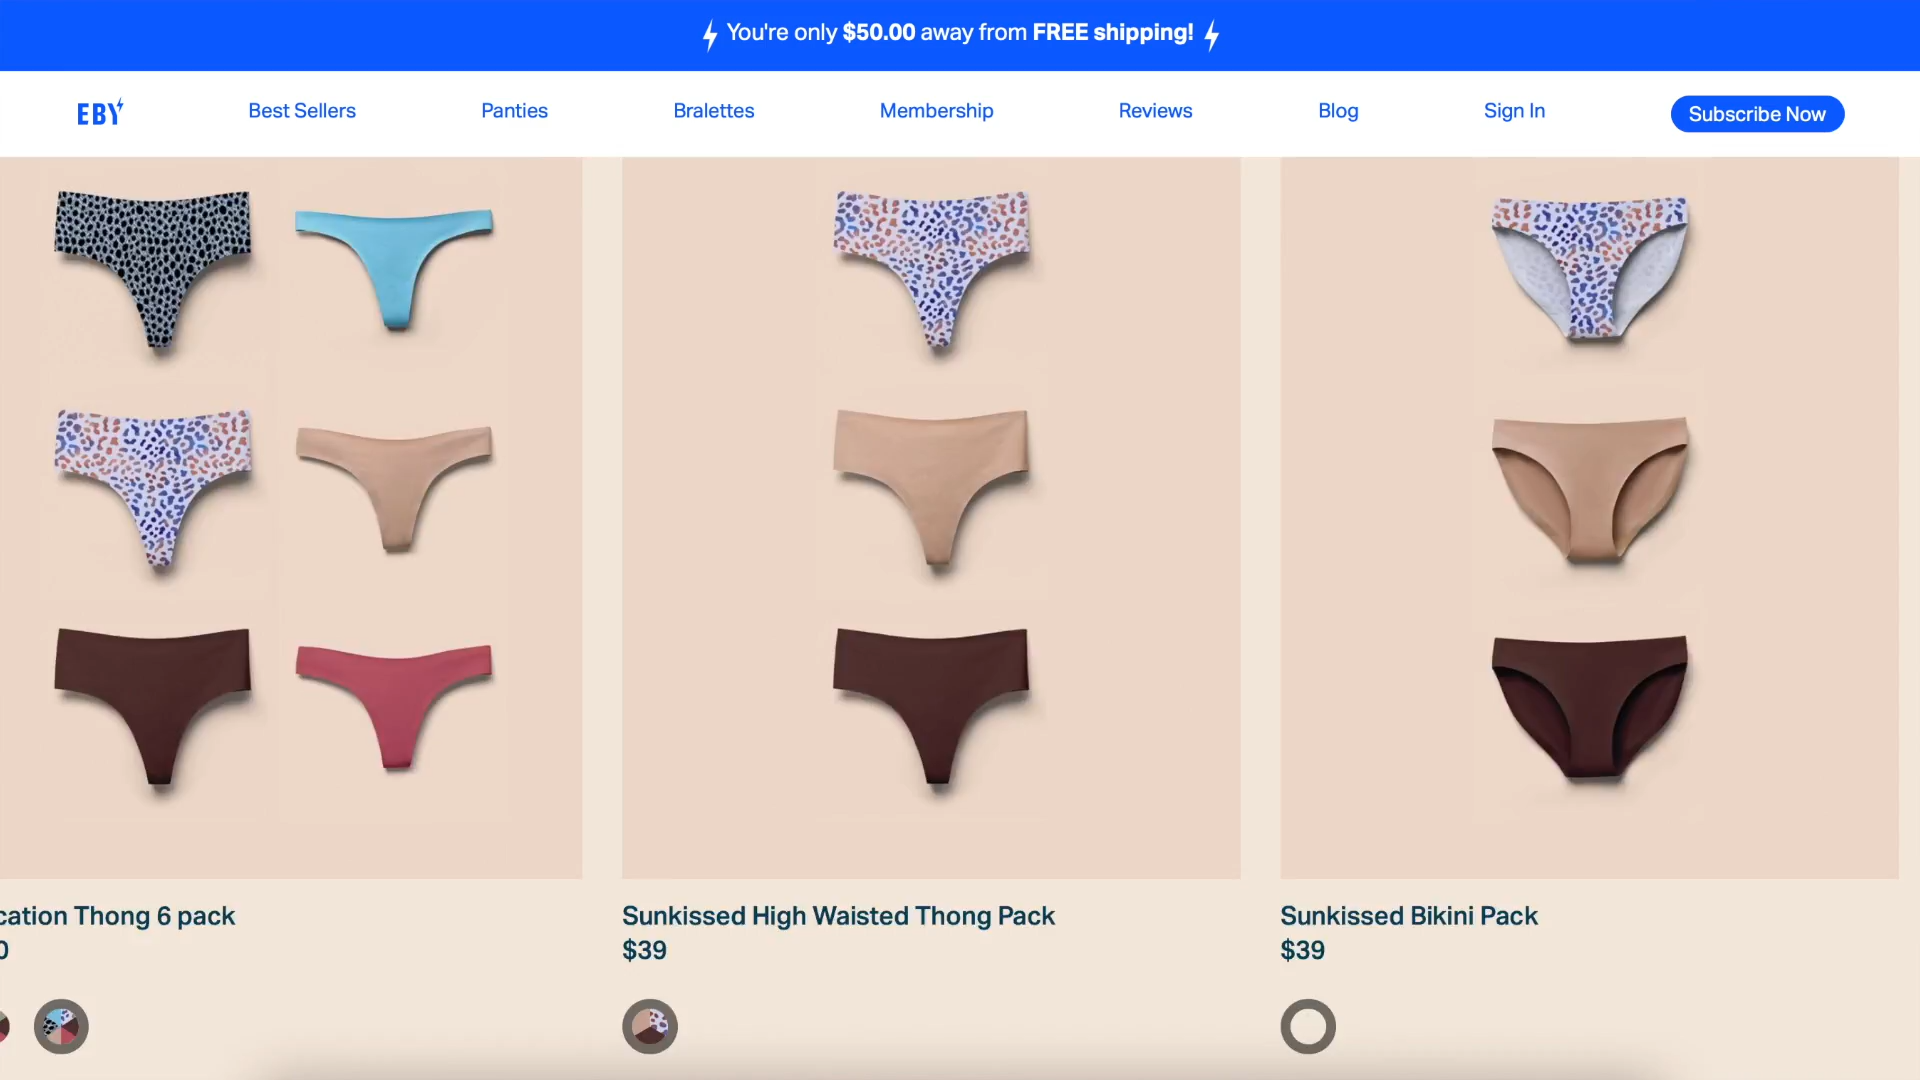 You're only $50.00 away from FREE shipping!
EBY
Best Sellers
Panties
Bralettes
Membership
Reviews
Blog
Sign In
Subscribe Now
cation Thong 6 pack
0
Sunkissed High Waisted Thong Pack
$39
Sunkissed Bikini Pack
$39